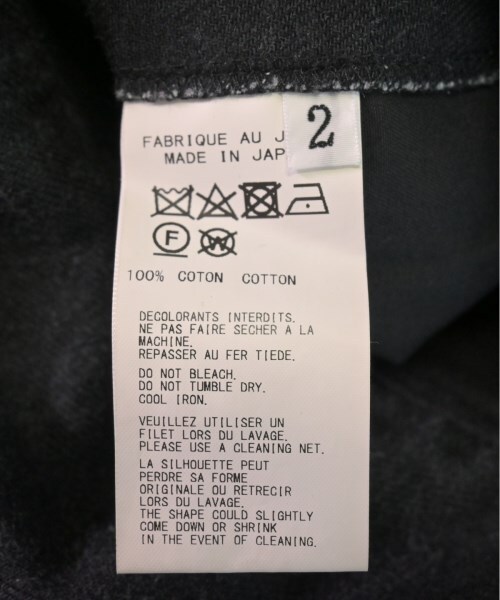 2
FABRIQUE AU J
MADE IN JAP
F
W
100% COTON COTTON
DECOLORANTS INTERDITS.
NE PAS FAIRE SECHER A LA
MACHINE.
REPASSER AU FER TIEDE.
DO NOT BLEACH.
DO NOT TUMBLE DRY.
COOL IRON.
VEUILLEZ UTILISER UN
FILET LORS DU LAVAGE.
PLEASE USE A CLEANING NET.
LA SILHOUETTE PEUT
PERDRE SA FORME
ORIGINALE OU RETRECIR
LORS DU LAVAGE.
THE SHAPE COULD SLIGHTLY
COME DOWN OR SHRINK
IN THE EVENT OF CLEANING.